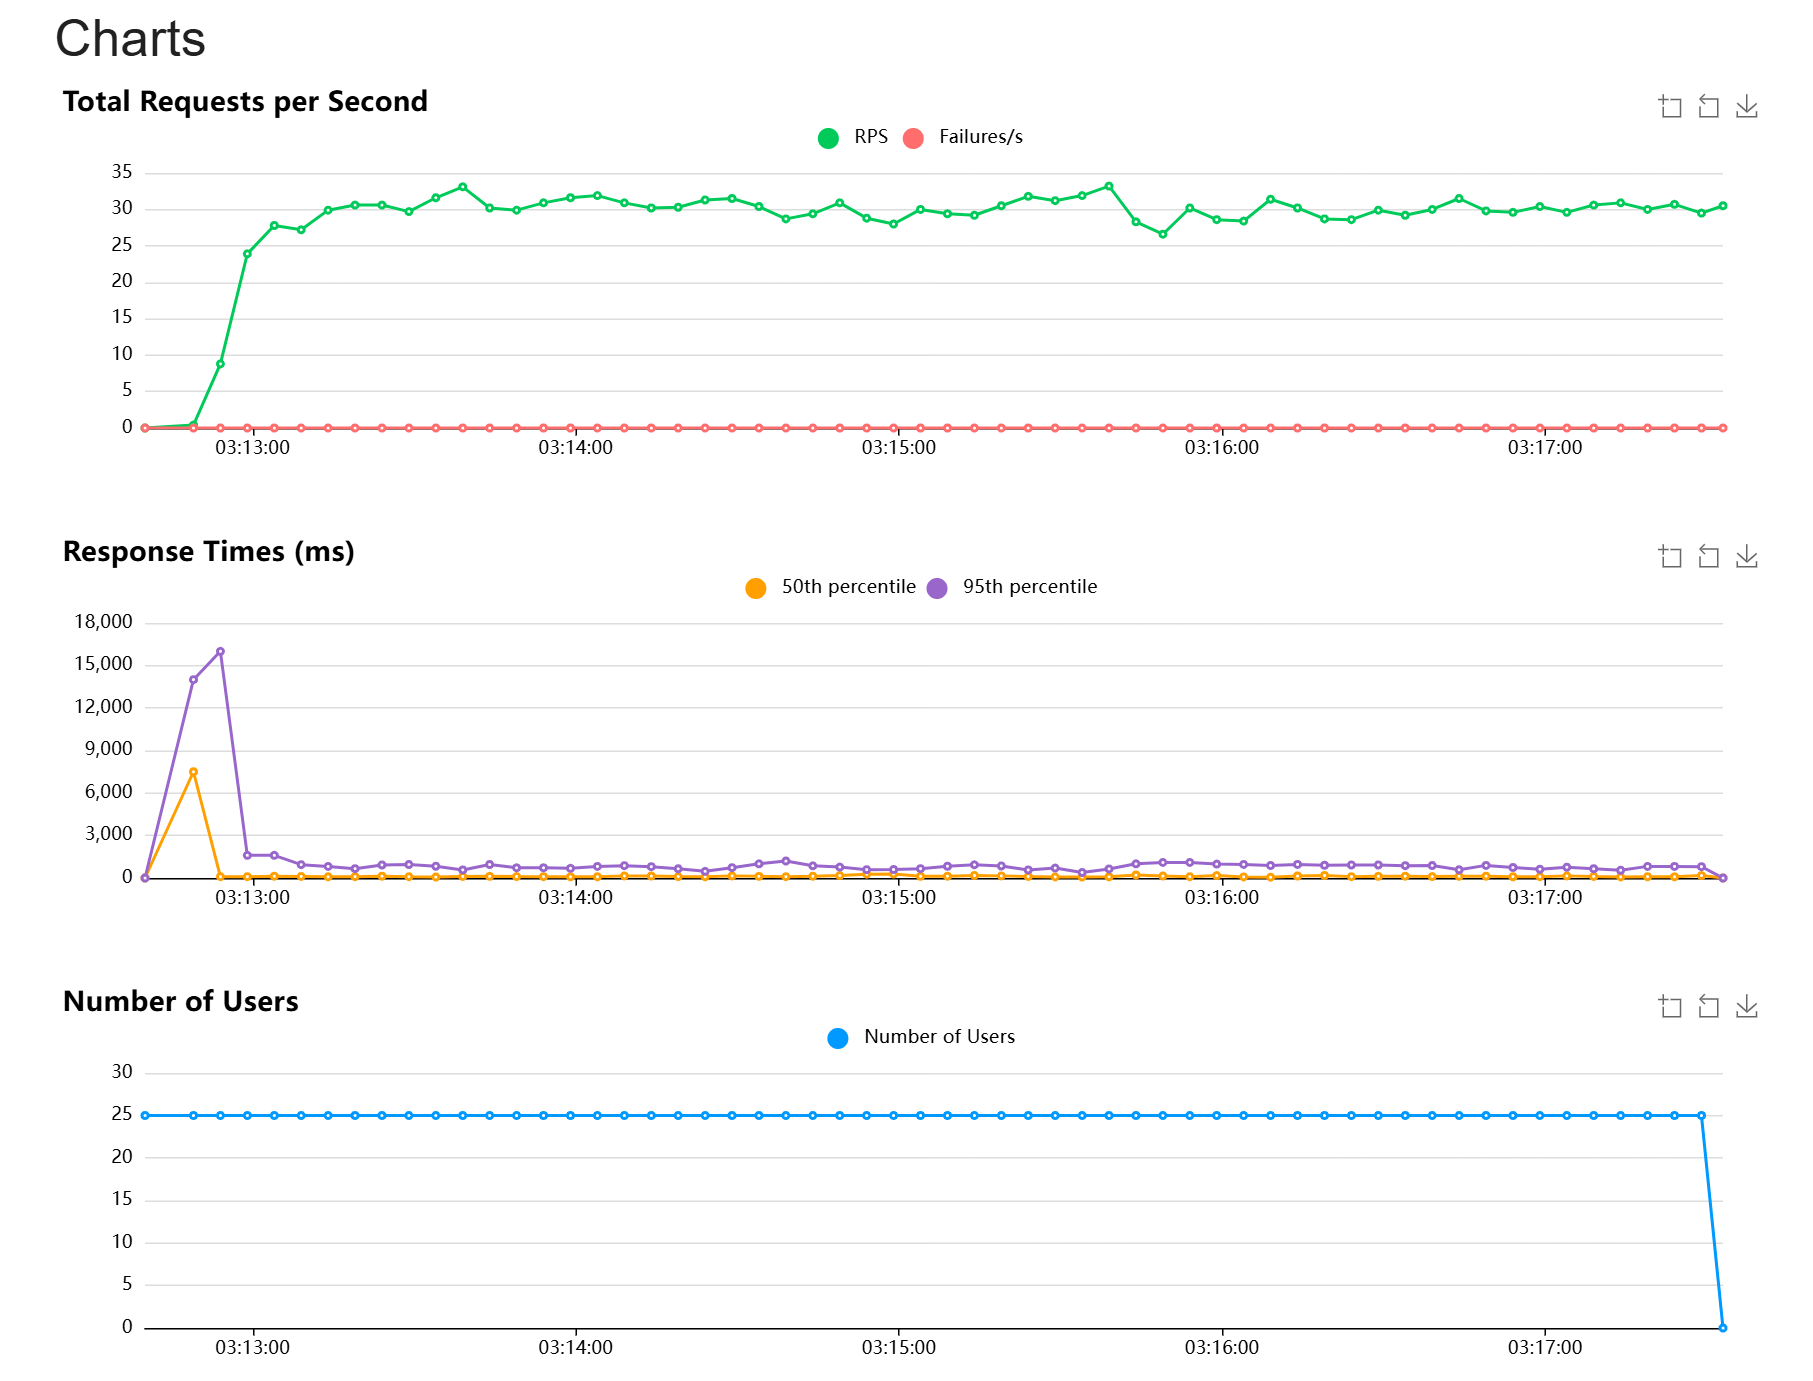 Charts
Total Requests per Second
RPS Failures/s
35
30
25
20
15
10
5
0
03:13:00 03:14:00 03:15:00 03:16:00 03:17:00
Response Times (ms)
50th percentile 95th percentile
18,000
15,000
12,000
9,000
6,000
3,000
0
03:13:00 03:14:00 03:15:00 03:16:00 03:17:00
Number of Users
Number of Users
30
25
20
15
10
5
0
03:13:00 03:14:00 03:15:00 03:16:00 03:17:00